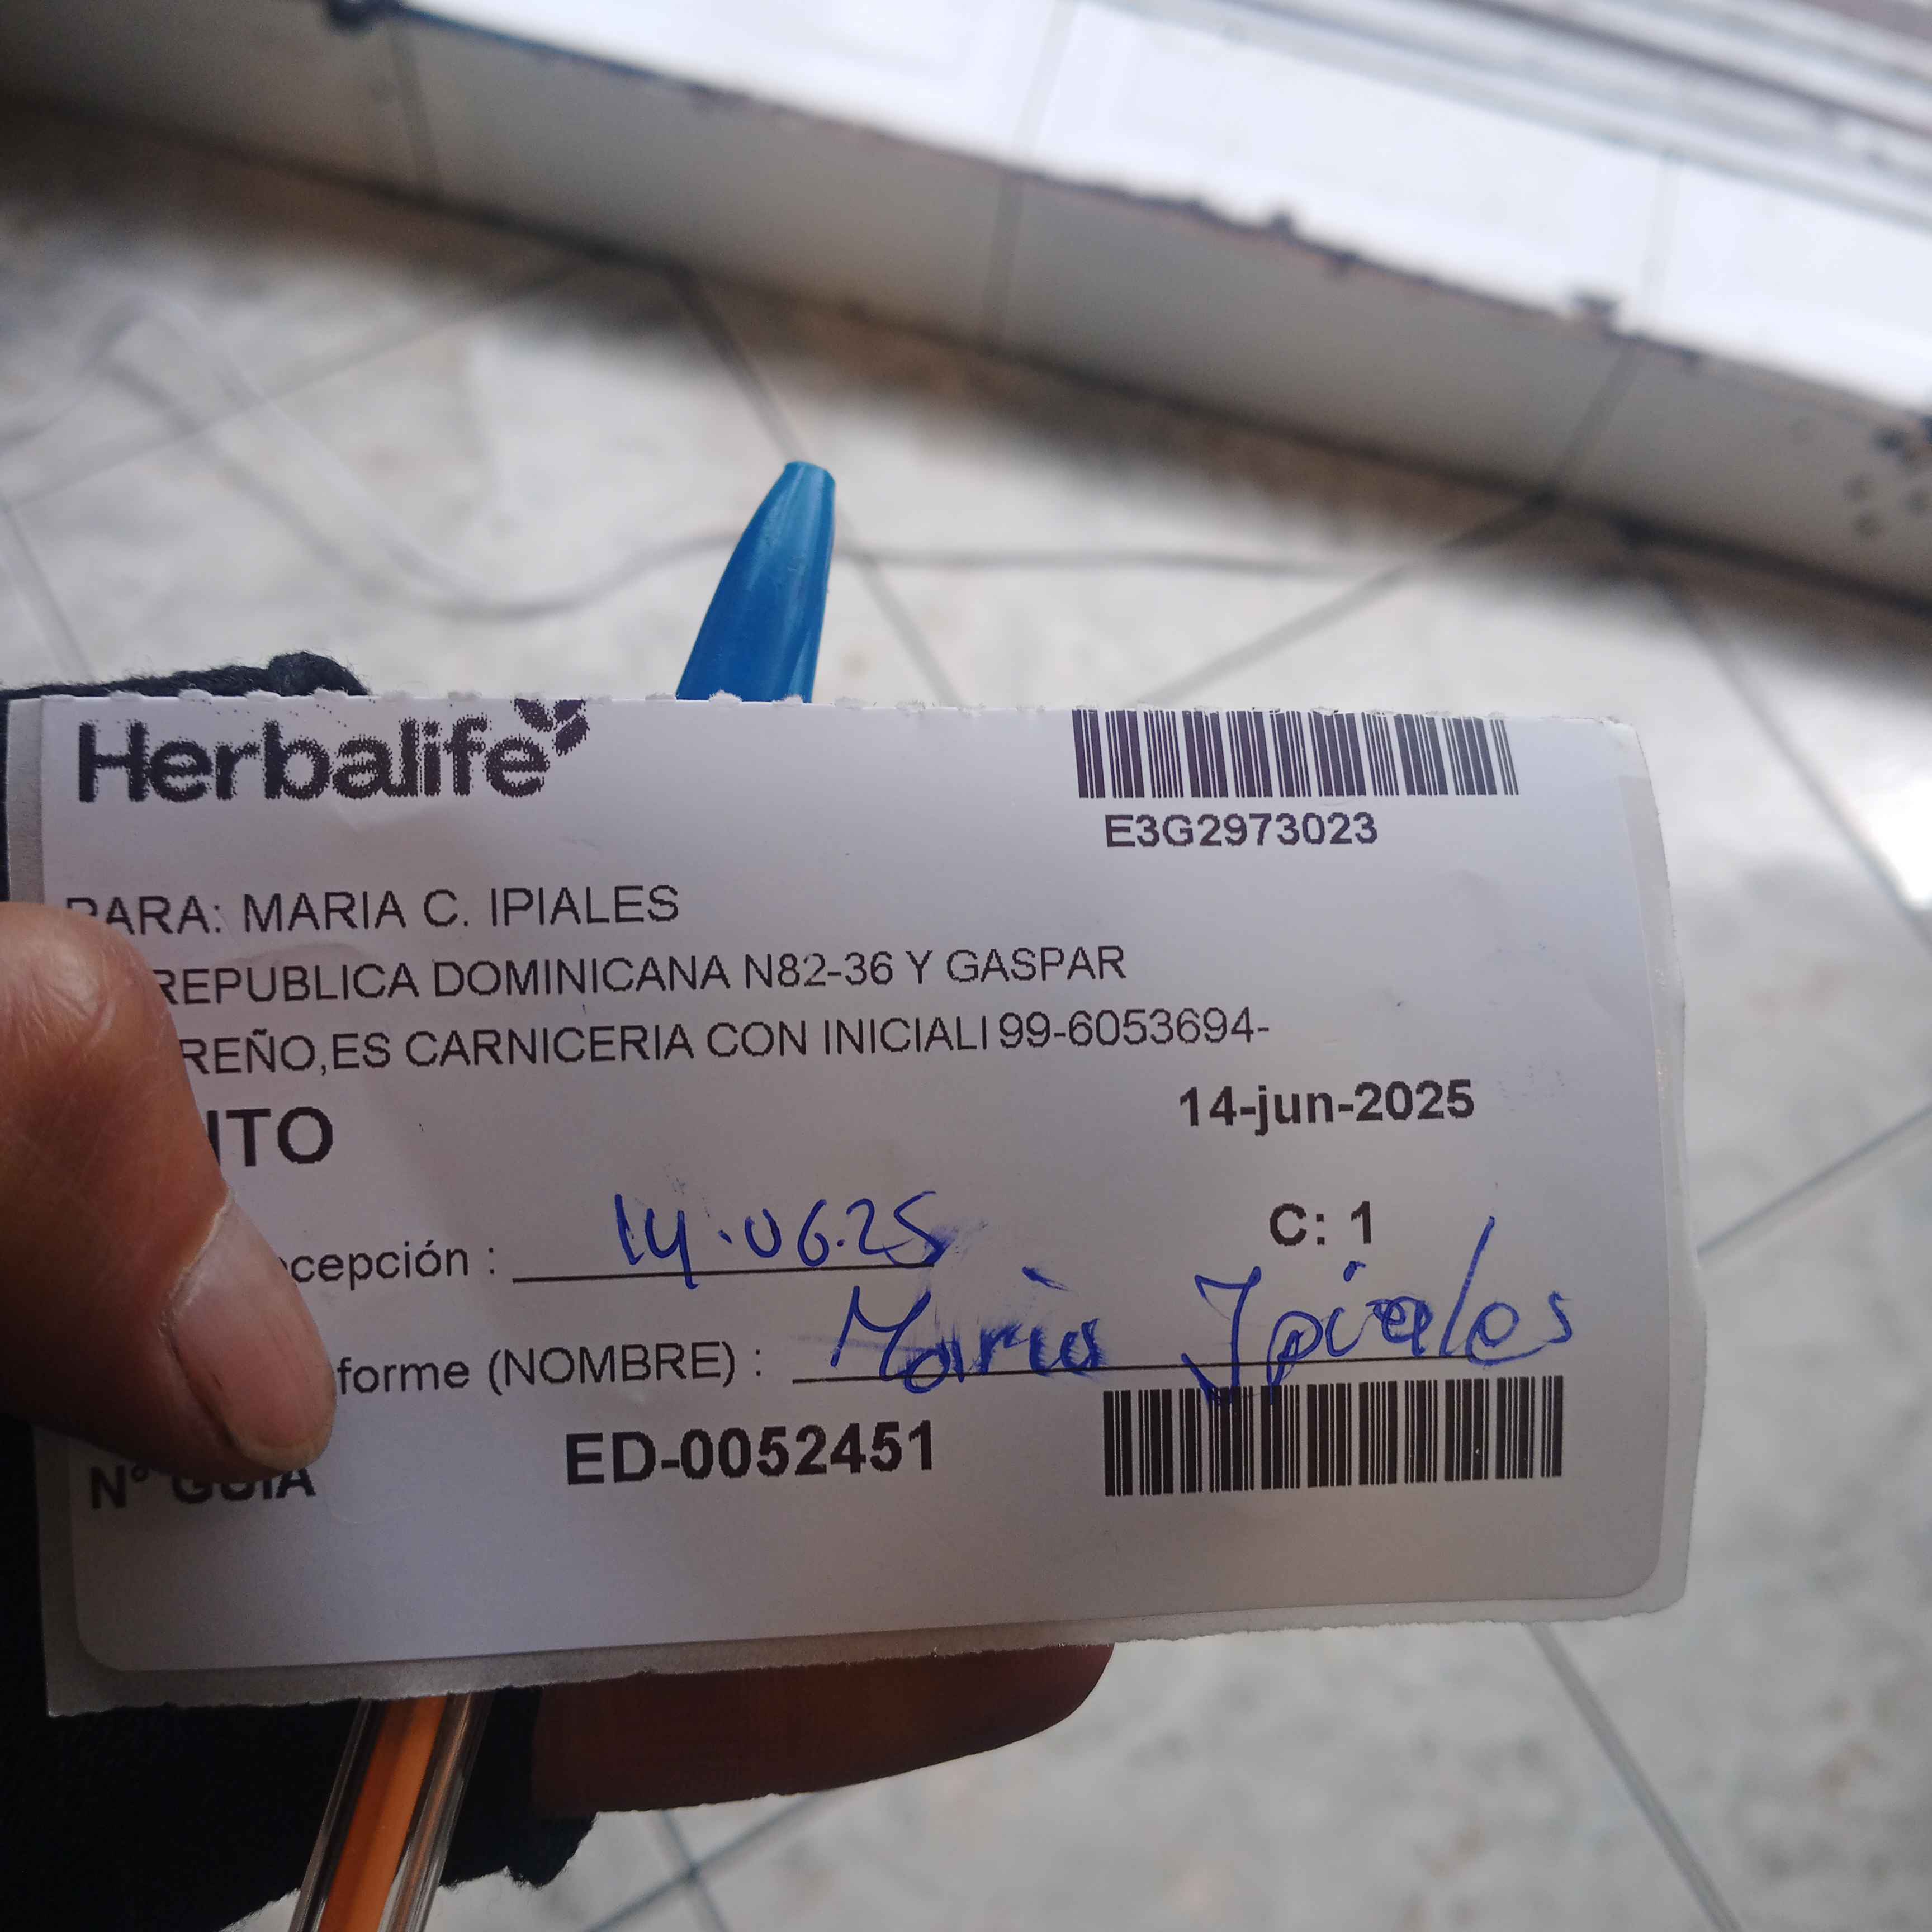 Herbalife
E3G2973023
PARA: MARIA C. IPIALES
REPUBLICA DOMINICANA N82-36 Y GASPAR
REÑO,ES CARNICERIA CON INICIALI 99-6053694-
14-jun-2025
ITO
C: 1
cepción : 14.06.25
forme (NOMBRE) : Maria Ipiales
N° GUIA ED-0052451